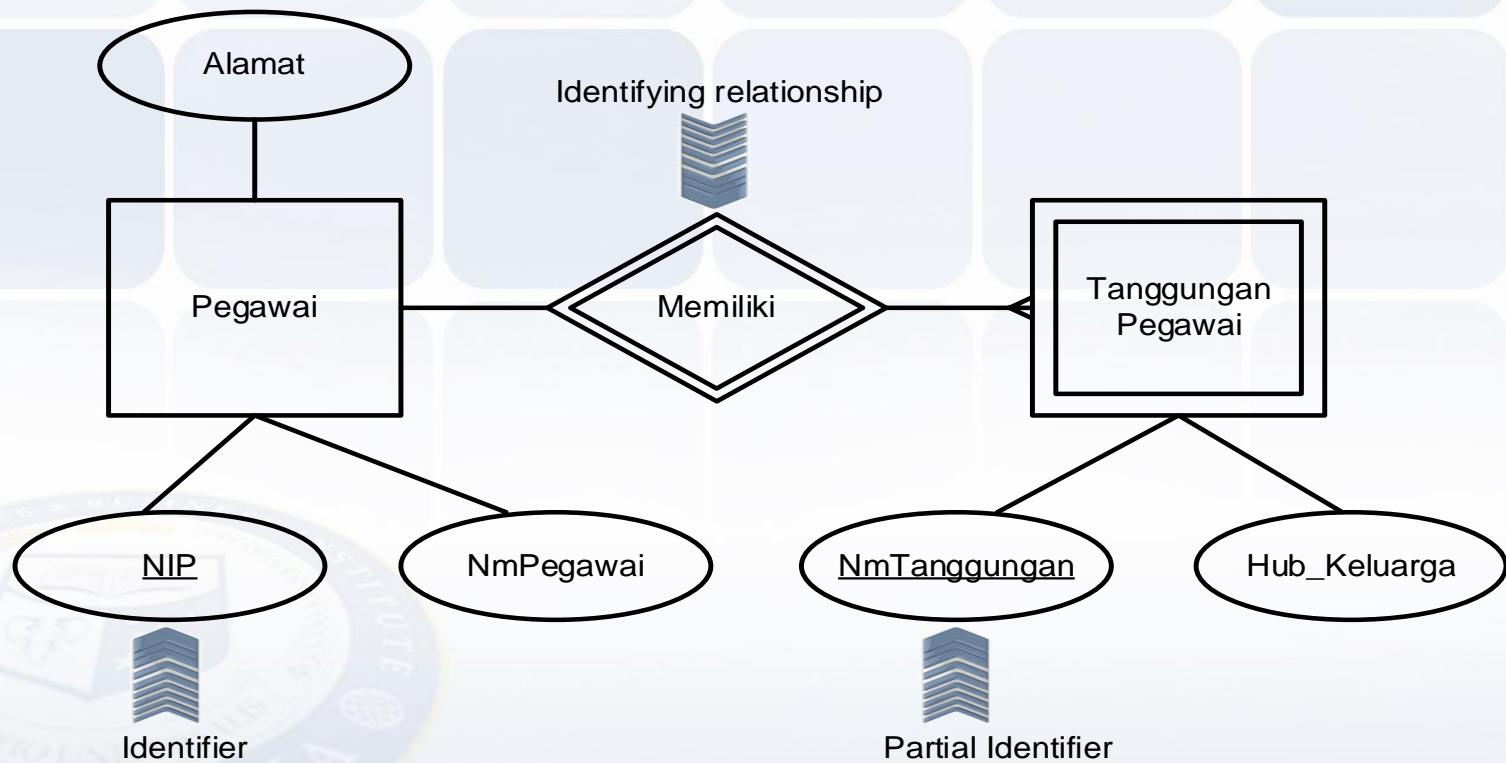 Alamat
Identifying relationship
Pegawai
Memiliki
Tanggungan
Pegawai
NIP
NmPegawai
NmTanggungan
Hub_Keluarga
Identifier
Partial Identifier